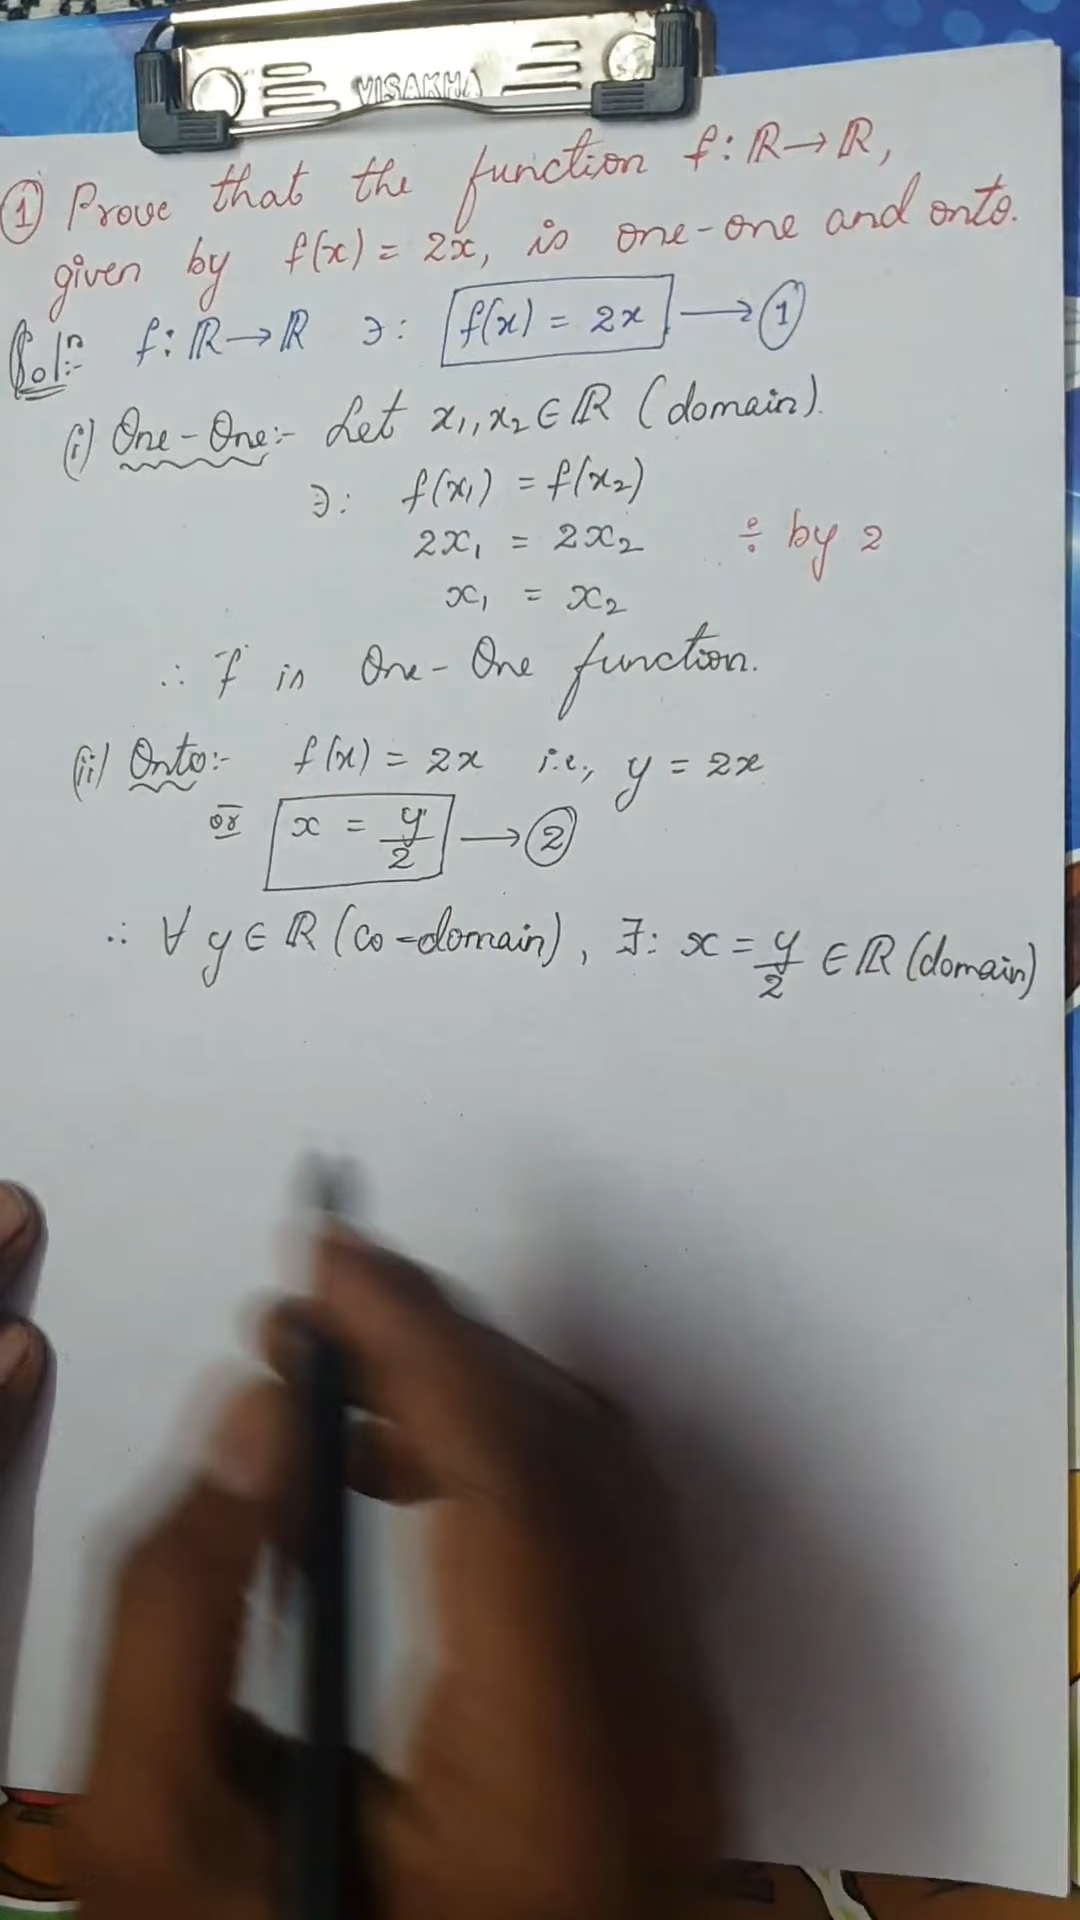 VISAKHA
① Prove that the function f: ℝ→ℝ,
given by f(x) = 2x, is one-one and onto.
Solⁿ:- f: ℝ→ℝ ∋: f(x) = 2x → ①
(i) One-One:- Let x₁, x₂ ∈ ℝ (domain).
∋: f(x₁) = f(x₂)
2x₁ = 2x₂ ÷ by 2
x₁ = x₂
∴ f is One-One function.
(ii) Onto:- f(x) = 2x i.e., y = 2x
or x = y/2 → ②
∴ ∀ y ∈ ℝ (co-domain), ∃: x = y/2 ∈ ℝ (domain)